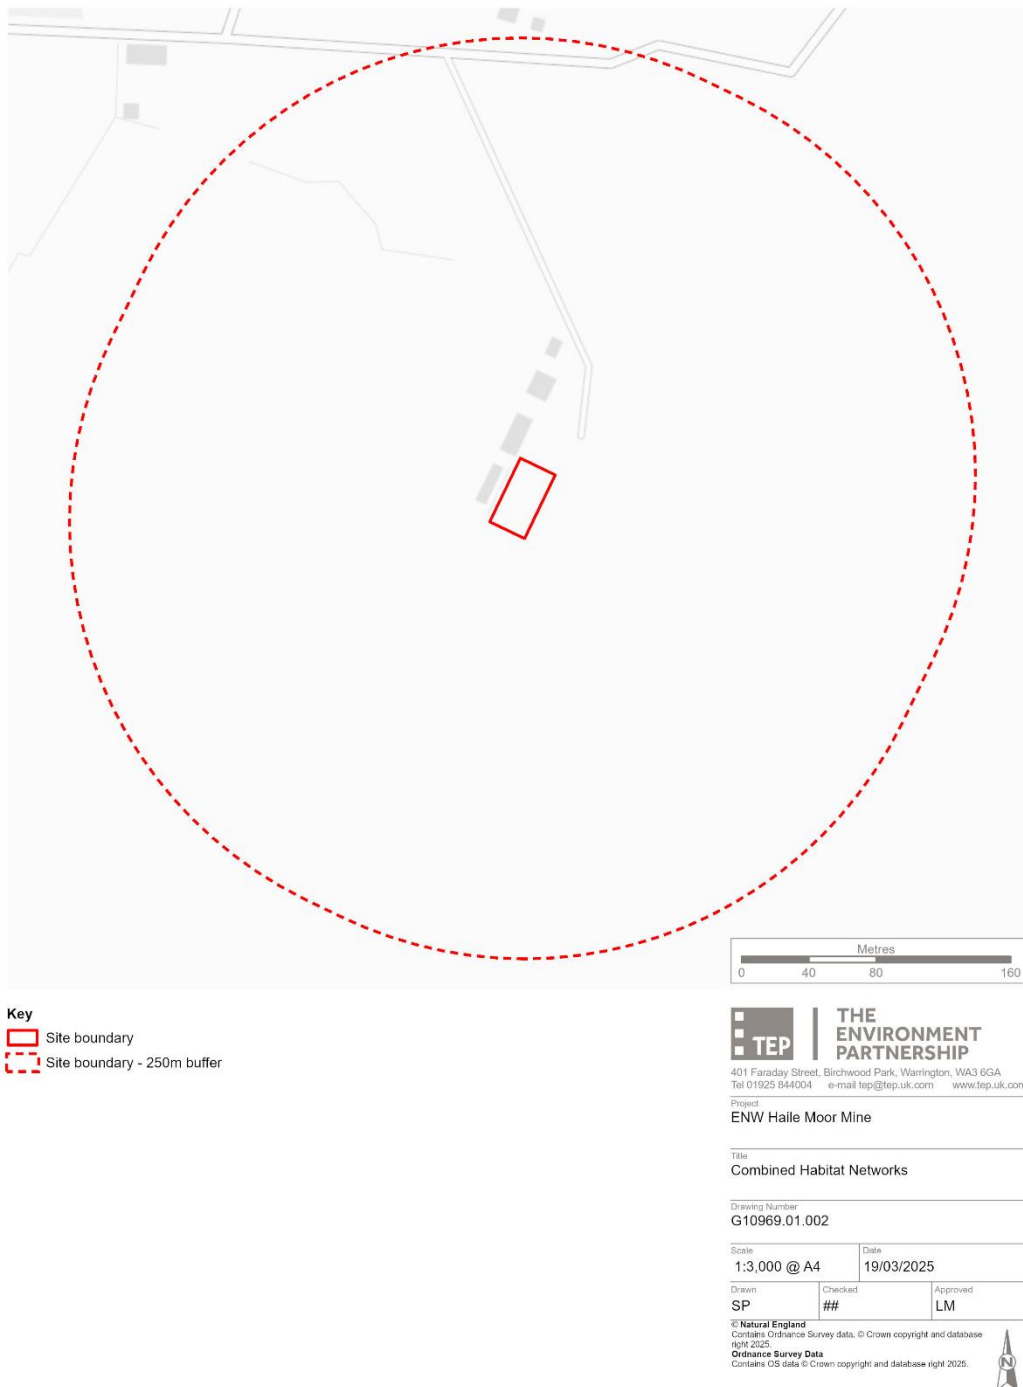 Metres
0 40 80 160
Key
Site boundary
Site boundary - 250m buffer
TEP
THE
ENVIRONMENT
PARTNERSHIP
401 Faraday Street, Birchwood Park, Warrington, WA3 6GA
Tel 01925 844004 e-mail tep@tep.uk.com www.tep.uk.com
Project
ENW Haile Moor Mine
Title
Combined Habitat Networks
Drawing Number
G10969.01.002
Scale Date
1:3,000 @ A4 19/03/2025
Drawn Checked Approved
SP ## LM
© Natural England
Contains Ordnance Survey data. © Crown copyright and database
right 2025.
Ordnance Survey Data
Contains OS data © Crown copyright and database right 2025.
N